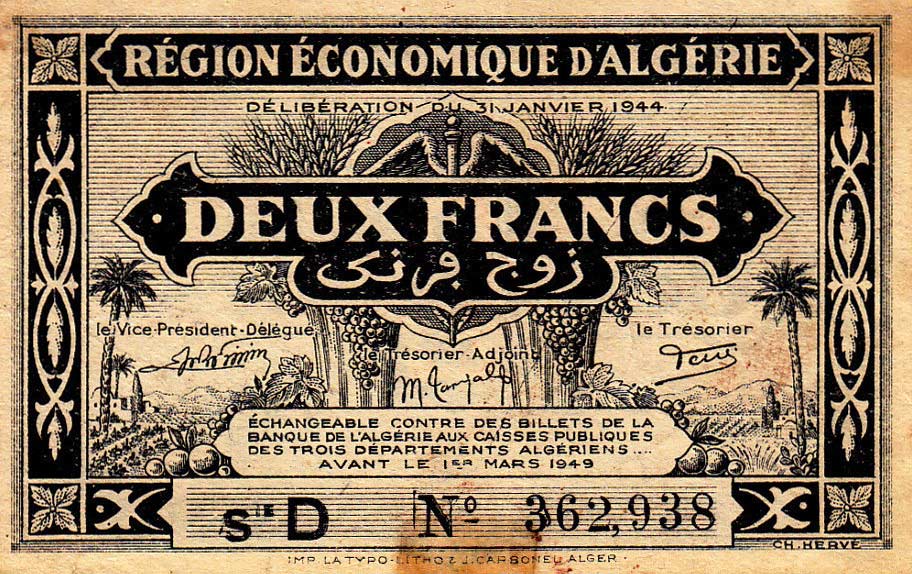 RÉGION ÉCONOMIQUE D'ALGÉRIE
DÉLIBÉRATION DU 31 JANVIER 1944
DEUX FRANCS
زوج فرنك
le Vice-Président-Délégué
le Trésorier-Adjoint
le Trésorier
ÉCHANGEABLE CONTRE DES BILLETS DE LA
BANQUE DE L'ALGÉRIE AUX CAISSES PUBLIQUES
DES TROIS DÉPARTEMENTS ALGÉRIENS....
AVANT LE 1ER MARS 1949
SIE D Nº 362,938
CH. HERVÉ
IMP. LA TYPO-LITHO & J. CARBONEL ALGER.